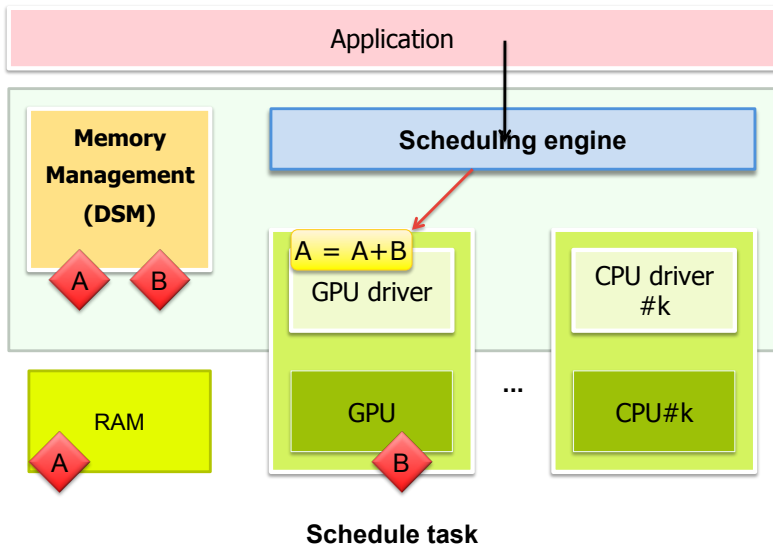 Application
Memory
Management
(DSM)
A
B
Scheduling engine
A = A+B
GPU driver
CPU driver
#k
RAM
A
GPU
B
...
CPU#k
Schedule task